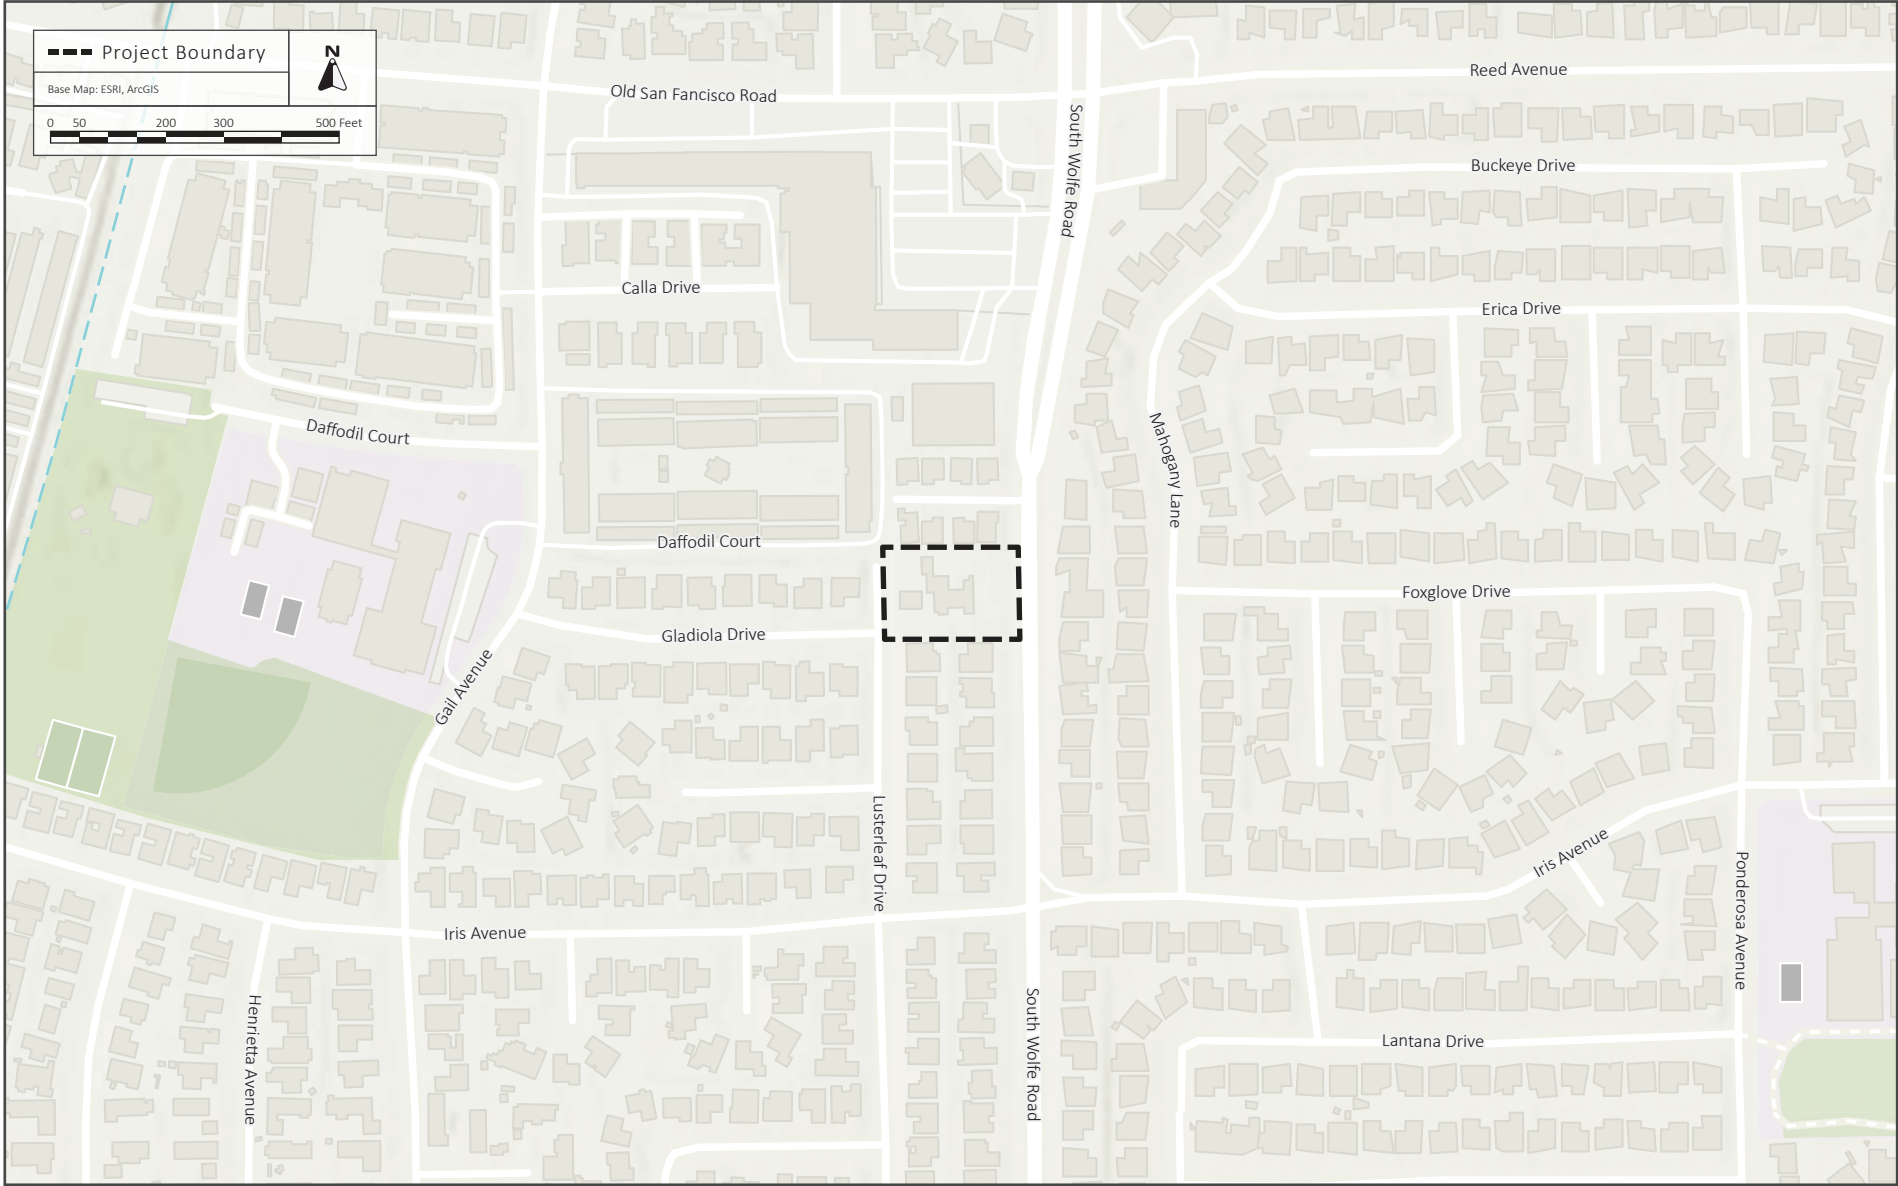 Project Boundary
N
Base Map: ESRI, ArcGIS
0 50 200 300 500 Feet
Old San Fancisco Road
Reed Avenue
South Wolfe Road
Buckeye Drive
Calla Drive
Erica Drive
Daffodil Court
Mahogany Lane
Daffodil Court
Foxglove Drive
Gladiola Drive
Gail Avenue
Lusterleaf Drive
Iris Avenue
Ponderosa Avenue
Iris Avenue
Henrietta Avenue
South Wolfe Road
Lantana Drive